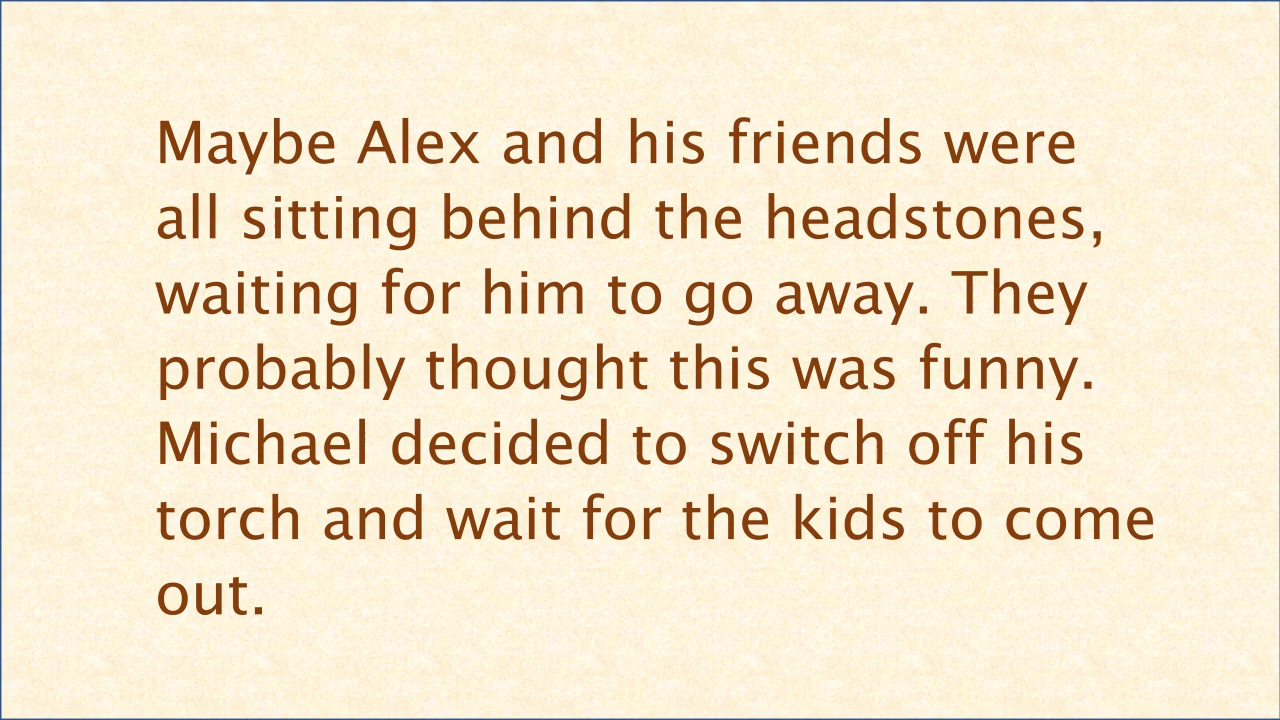 Maybe Alex and his friends were
all sitting behind the headstones,
waiting for him to go away. They
probably thought this was funny.
Michael decided to switch off his
torch and wait for the kids to come
out.